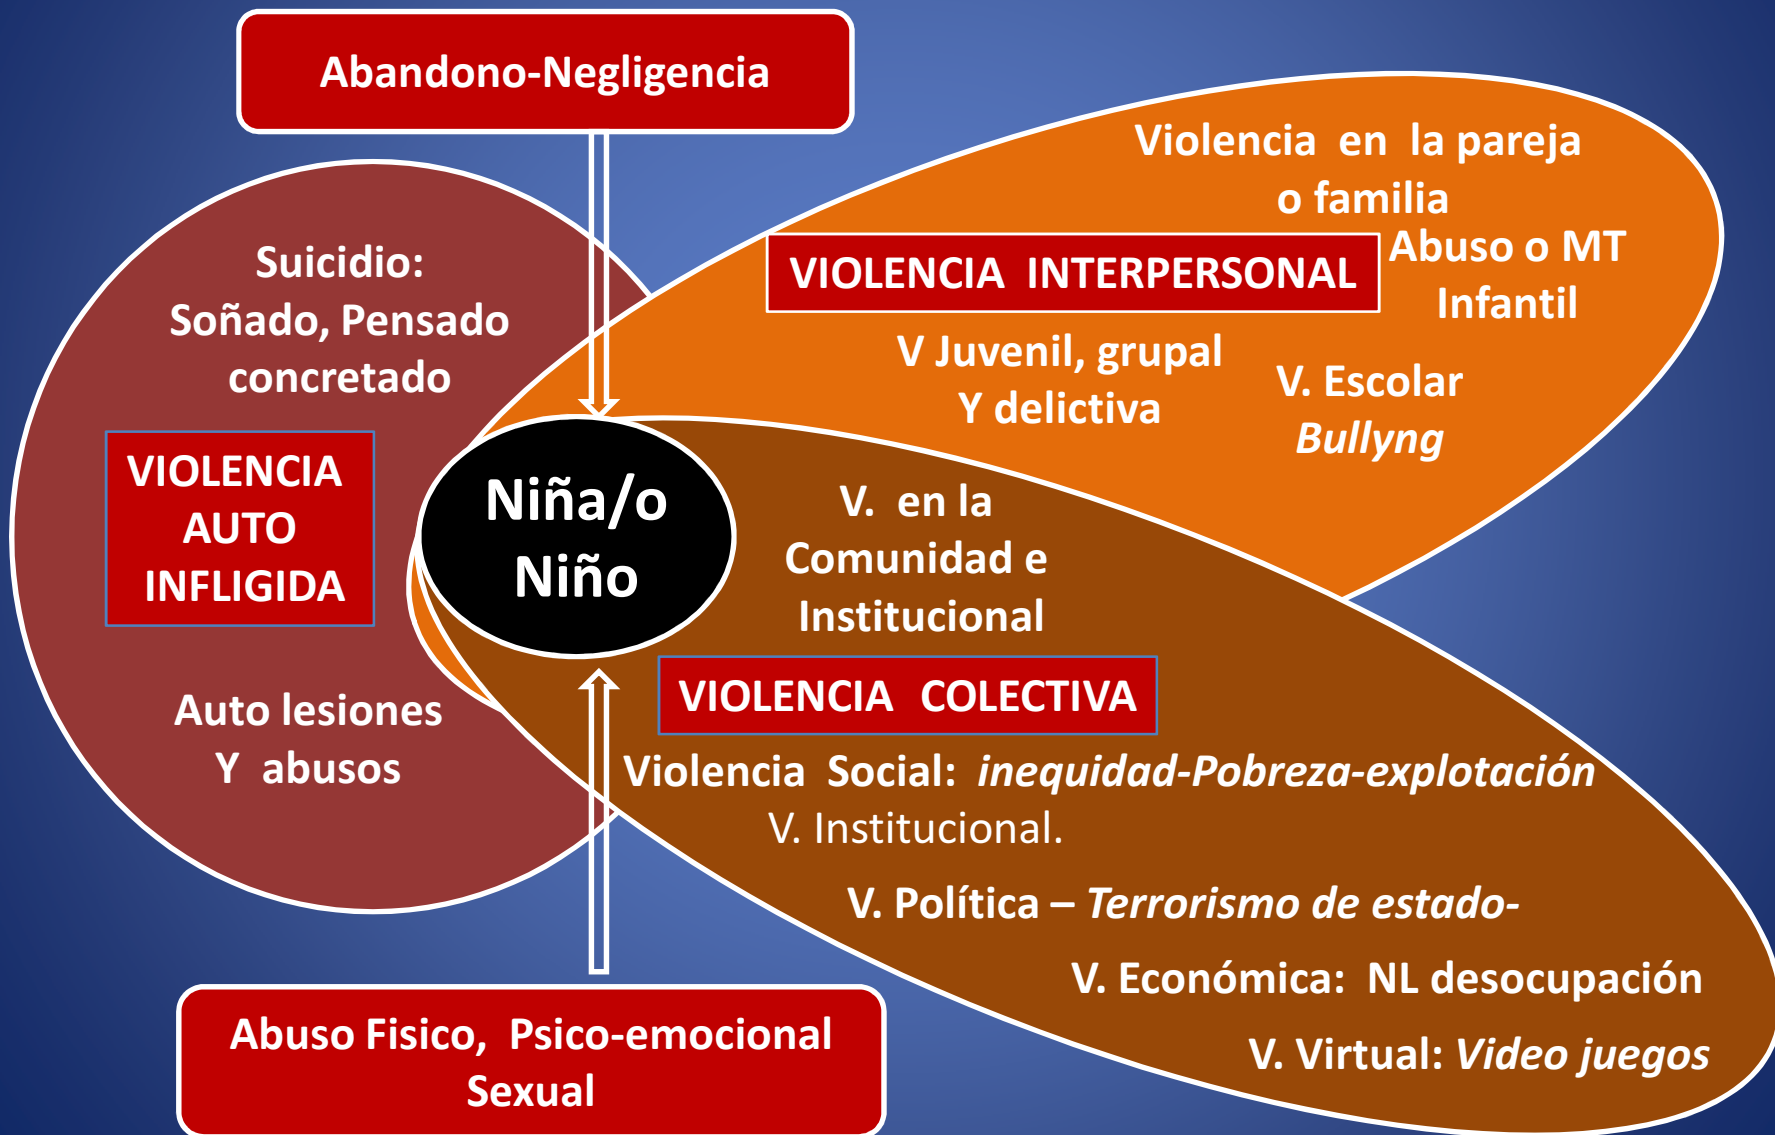 Abandono-Negligencia
Violencia en la pareja
o familia
Abuso o MT
Infantil
VIOLENCIA INTERPERSONAL
V Juvenil, grupal
Y delictiva
V. Escolar
Bullyng
Suicidio:
Soñado, Pensado
concretado
VIOLENCIA
AUTO
INFLIGIDA
Auto lesiones
Y abusos
Niña/o
Niño
V. en la
Comunidad e
Institucional
VIOLENCIA COLECTIVA
Violencia Social: inequidad-Pobreza-explotación
V. Institucional.
V. Política – Terrorismo de estado-
V. Económica: NL desocupación
V. Virtual: Video juegos
Abuso Fisico, Psico-emocional
Sexual